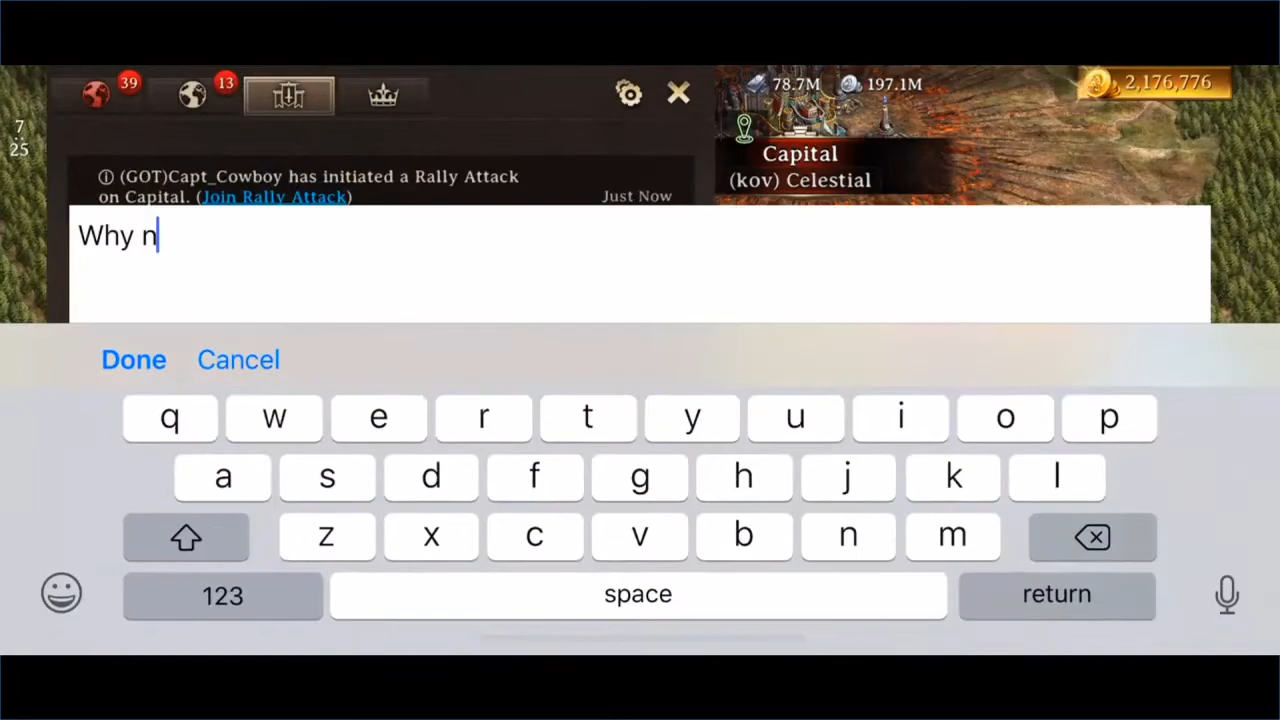 39
13
78.7M
197.1M
2,176,776
7
25
Capital
(kov) Celestial
(GOT)Capt_Cowboy has initiated a Rally Attack
on Capital. (Join Rally Attack)
Just Now
Why n
Done
Cancel
q w e r t y u i o p
a s d f g h j k l
z x c v b n m
123
space
return